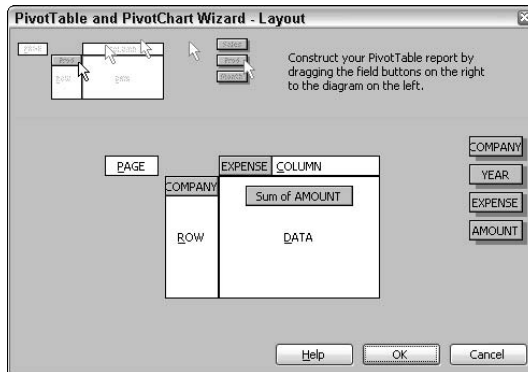 PivotTable and PivotChart Wizard - Layout
Construct your PivotTable report by
dragging the field buttons on the right
to the diagram on the left.
PAGE
EXPENSE COLUMN
COMPANY
Sum of AMOUNT
ROW
DATA
COMPANY
YEAR
EXPENSE
AMOUNT
Help
OK
Cancel